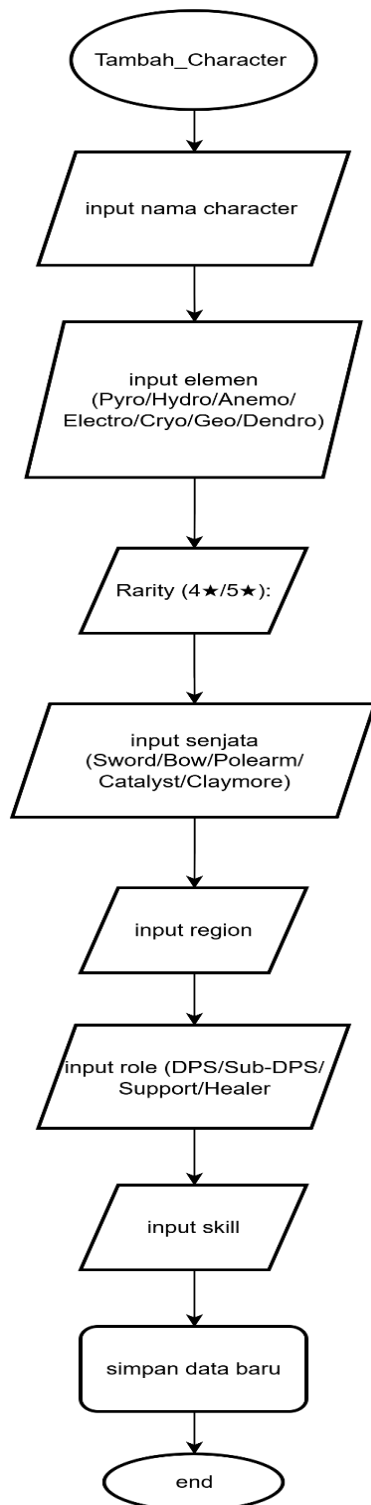 Tambah_Character
input nama character
input elemen
(Pyro/Hydro/Anemo/
Electro/Cryo/Geo/Dendro)
Rarity (4★/5★):
input senjata
(Sword/Bow/Polearm/
Catalyst/Claymore)
input region
input role (DPS/Sub-DPS/
Support/Healer
input skill
simpan data baru
end